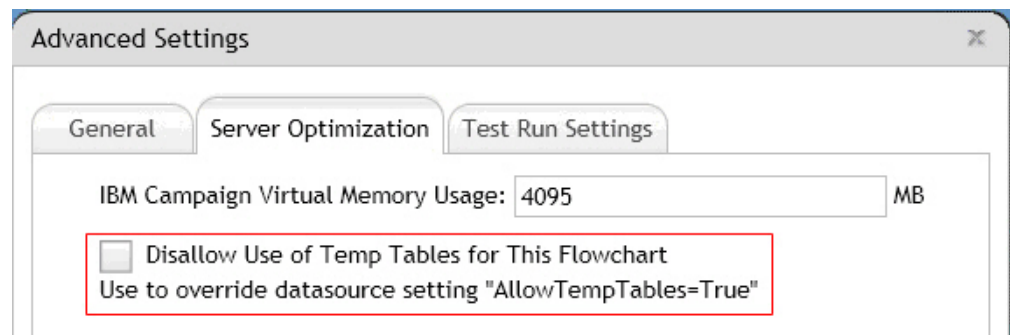 Advanced Settings
General Server Optimization Test Run Settings
IBM Campaign Virtual Memory Usage: 4095 MB
Disallow Use of Temp Tables for This Flowchart
Use to override datasource setting "AllowTempTables=True"